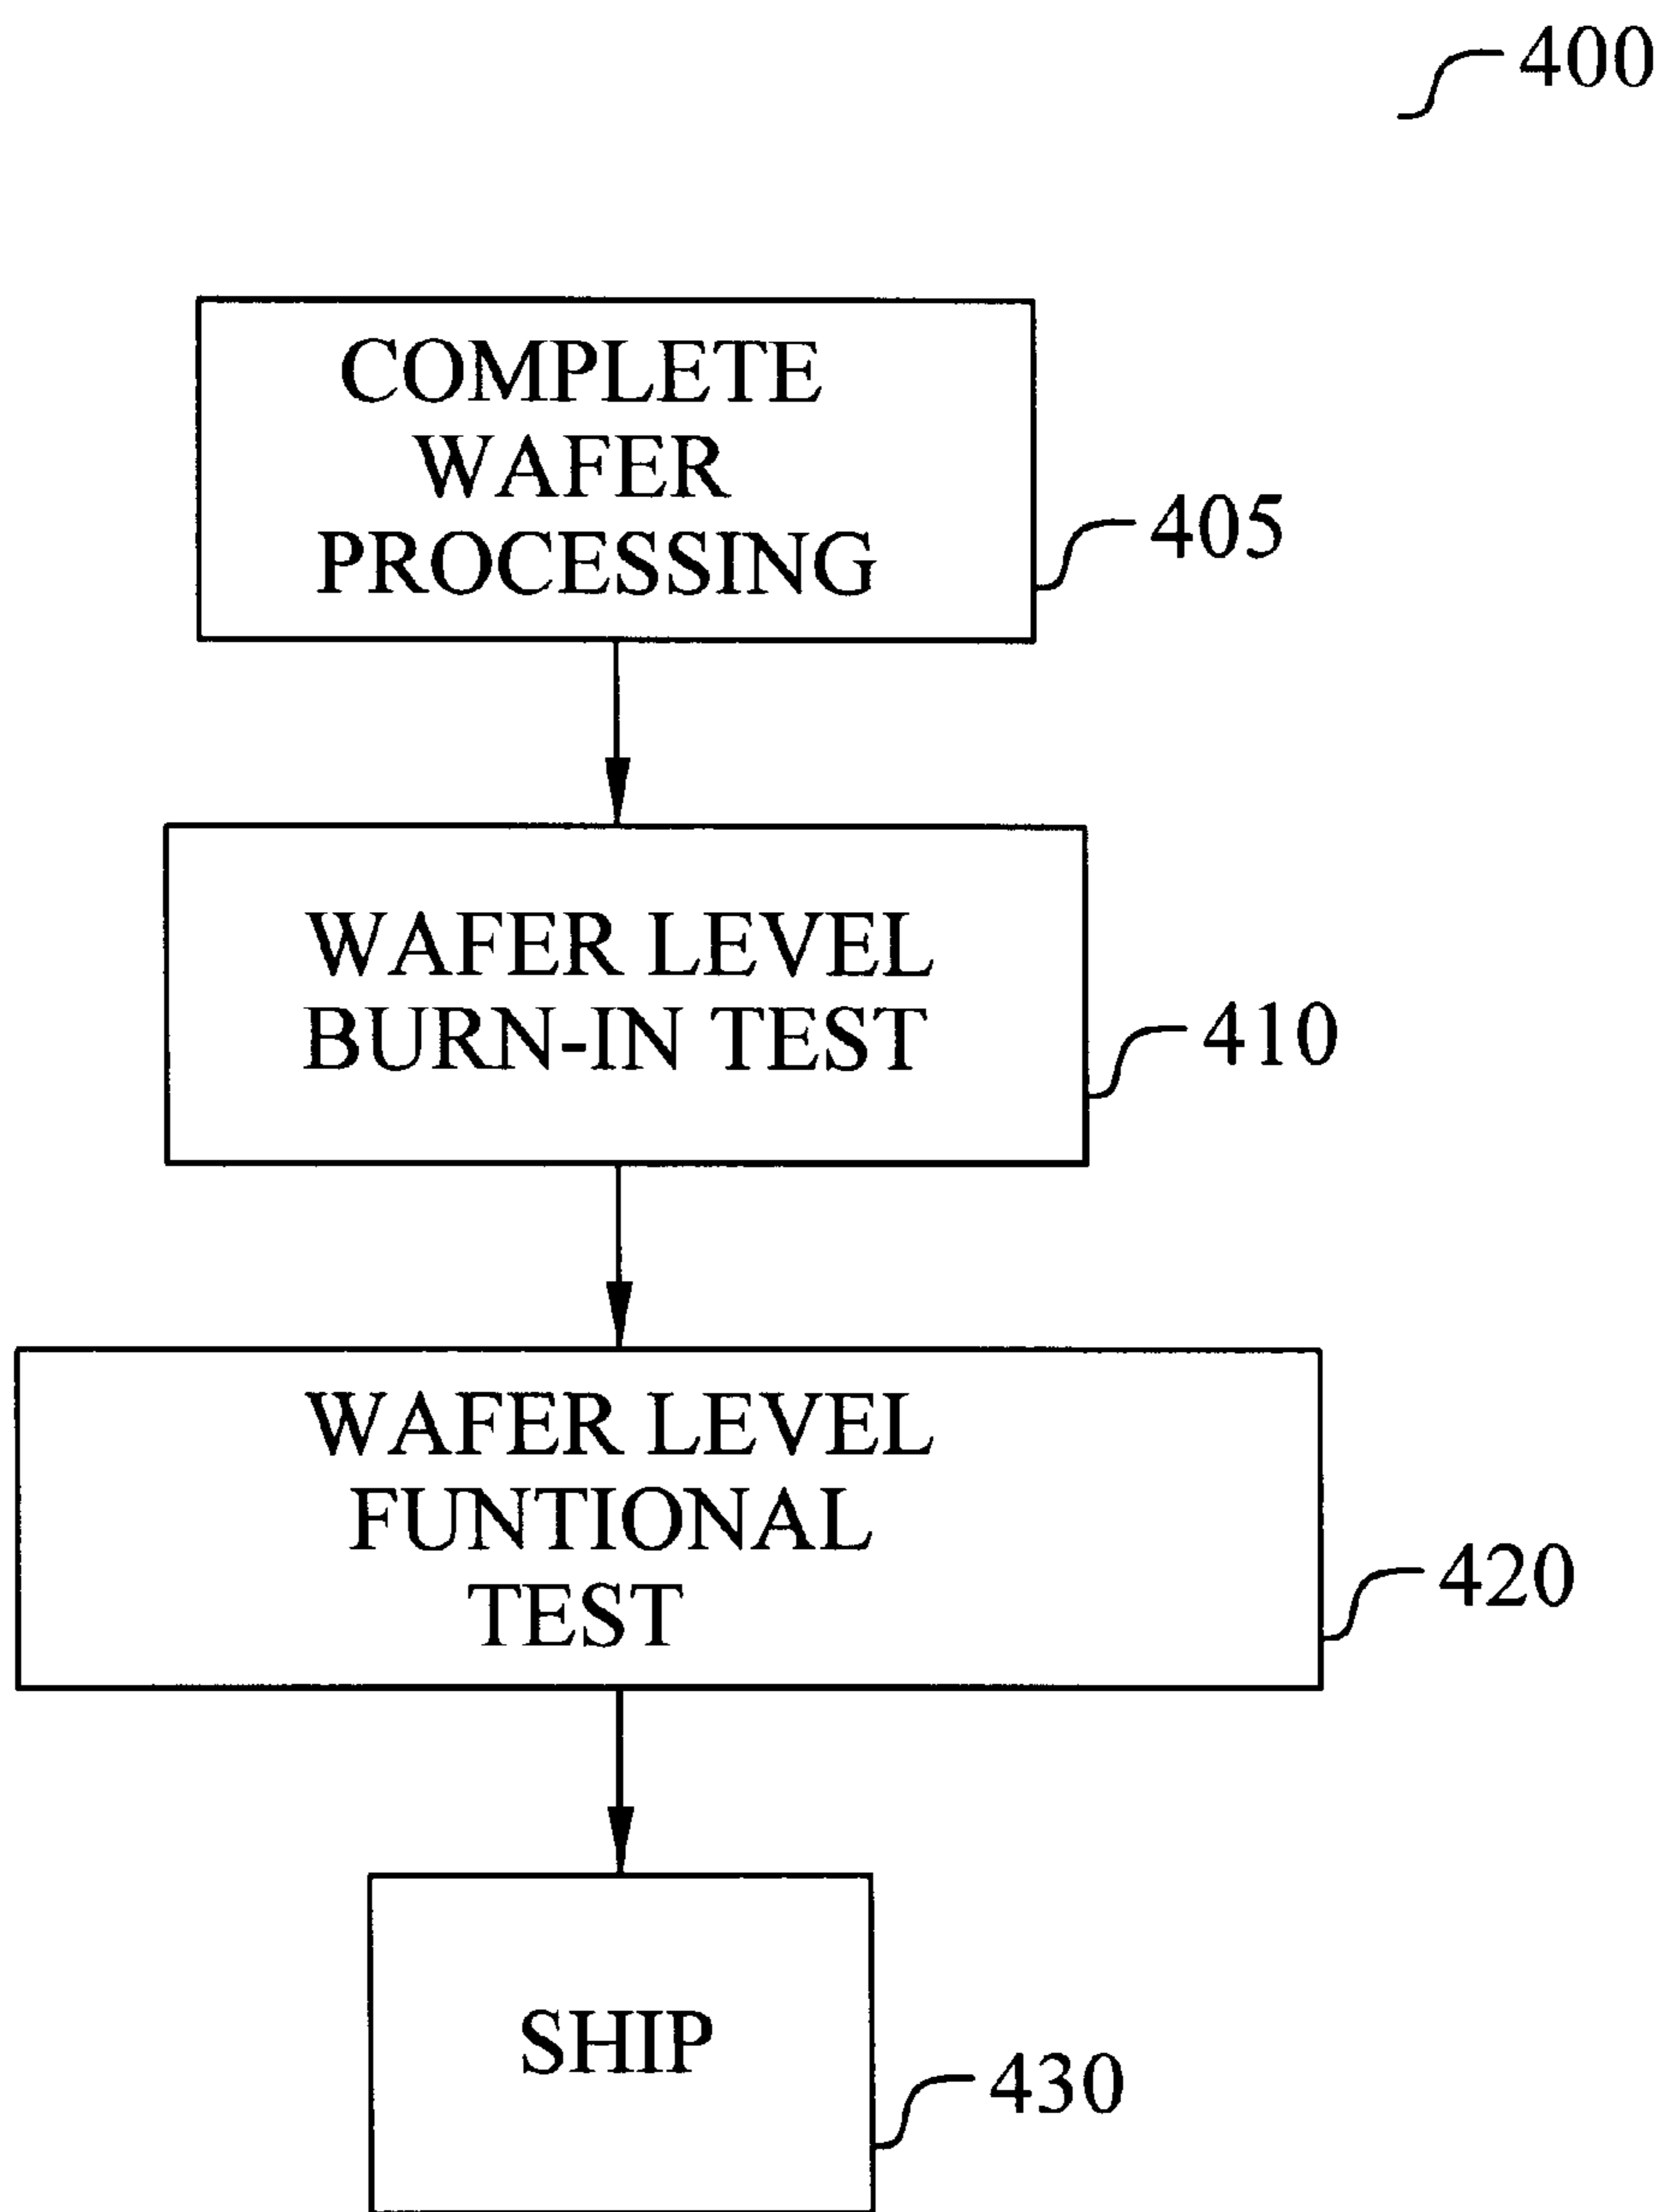 400
COMPLETE
WAFER
PROCESSING
405
WAFER LEVEL
BURN-IN TEST
410
WAFER LEVEL
FUNTIONAL
TEST
420
SHIP
430